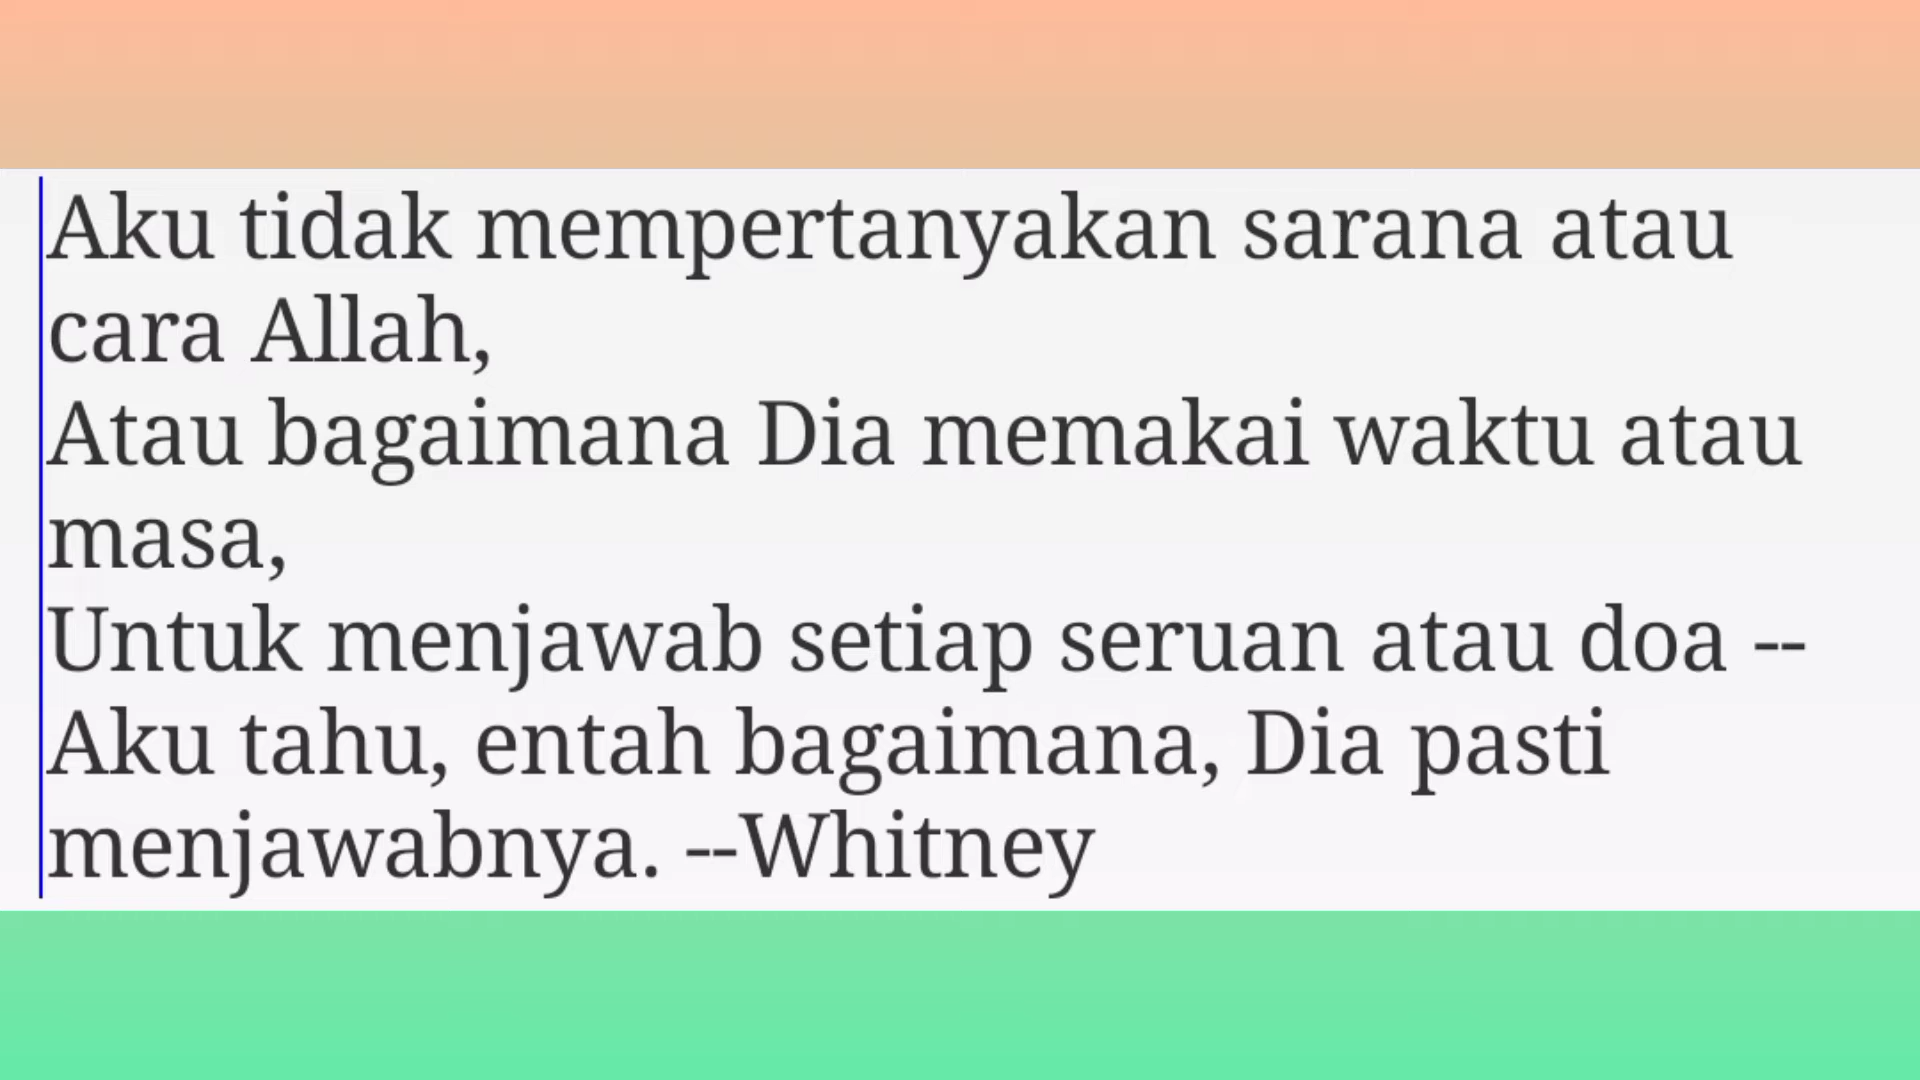 Aku tidak mempertanyakan sarana atau
cara Allah,
Atau bagaimana Dia memakai waktu atau
masa,
Untuk menjawab setiap seruan atau doa --
Aku tahu, entah bagaimana, Dia pasti
menjawabnya. --Whitney